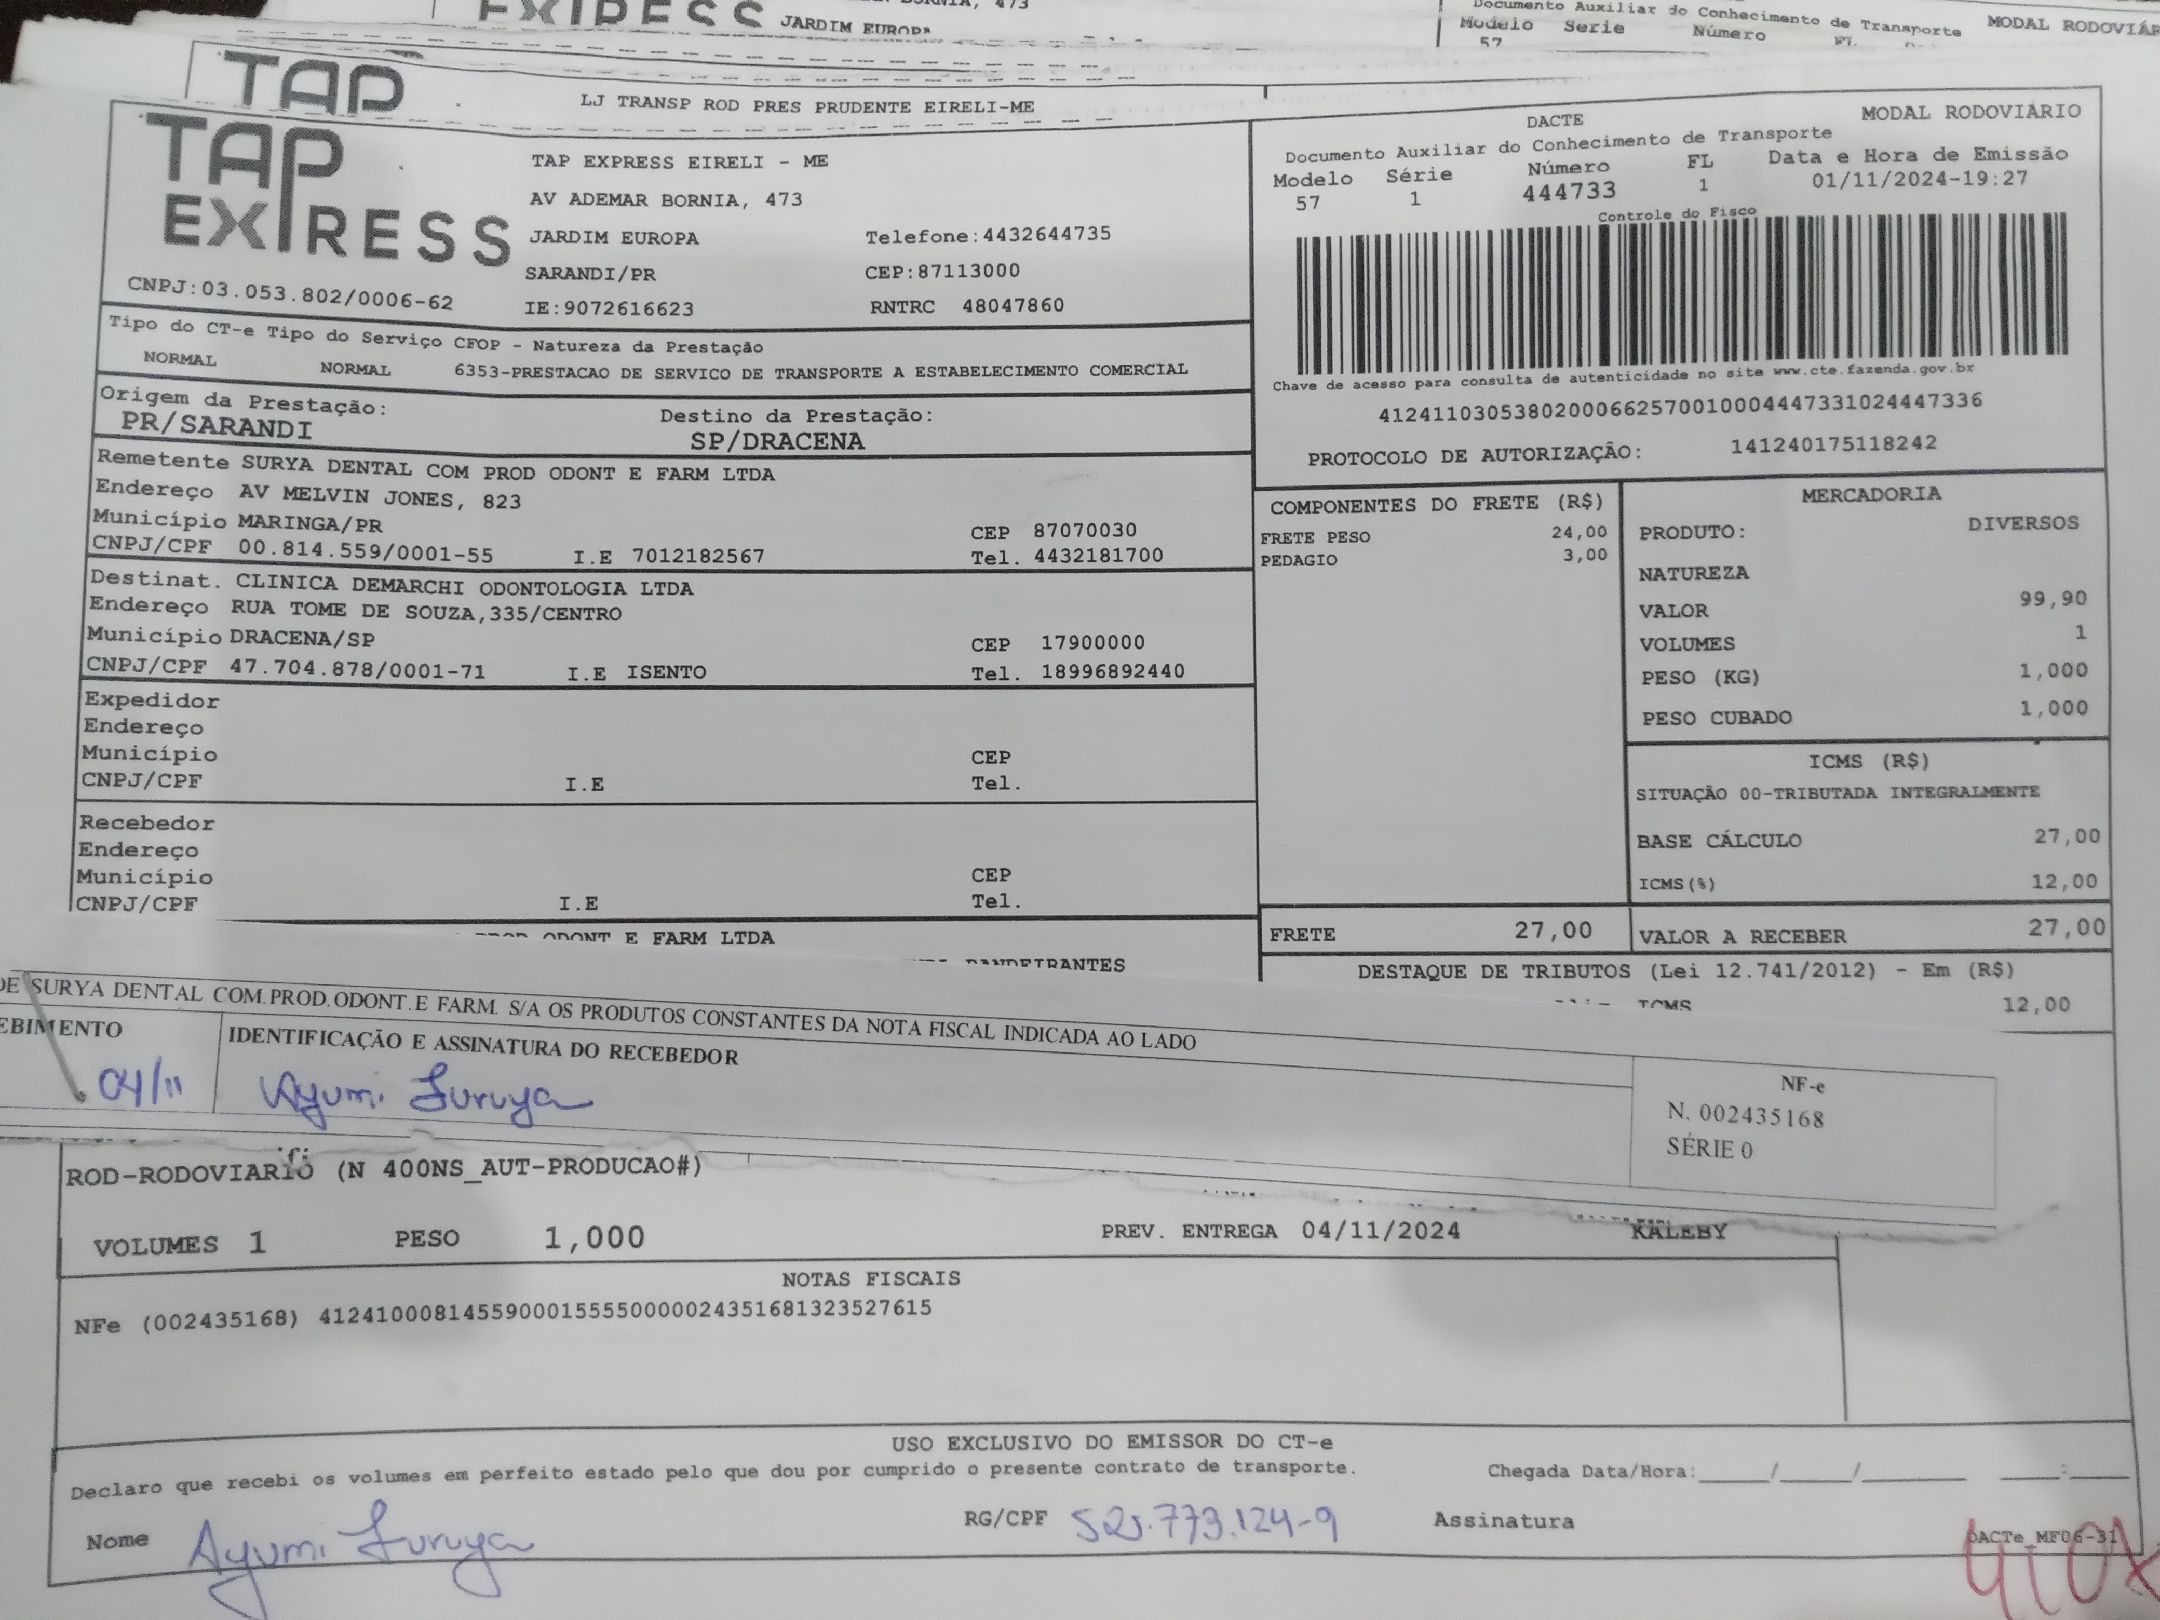 JARDIM EUROPA
Documento Auxiliar do Conhecimento de Transporte
MODAL RODOVIÁR
Modelo Serie Número
57
TAP
LJ TRANSP ROD PRES PRUDENTE EIRELI-ME
TAP EXPRESS
TAP EXPRESS EIRELI - ME
AV ADEMAR BORNIA, 473
JARDIM EUROPA Telefone:4432644735
SARANDI/PR CEP:87113000
CNPJ:03.053.802/0006-62 IE:9072616623 RNTRC 48047860
DACTE MODAL RODOVIÁRIO
Documento Auxiliar do Conhecimento de Transporte
Modelo Série Número FL Data e Hora de Emissão
57 1 444733 1 01/11/2024-19:27
Controle do Fisco
Chave de acesso para consulta de autenticidade no site www.cte.fazenda.gov.br
41241103053802000662570010004447331024447336
PROTOCOLO DE AUTORIZAÇÂO: 141240175118242
Tipo do CT-e Tipo do Serviço CFOP - Natureza da Prestação
NORMAL NORMAL 6353-PRESTACAO DE SERVICO DE TRANSPORTE A ESTABELECIMENTO COMERCIAL
Origem da Prestação: Destino da Prestação:
PR/SARANDI SP/DRACENA
Remetente SURYA DENTAL COM PROD ODONT E FARM LTDA
Endereço AV MELVIN JONES, 823
Município MARINGA/PR CEP 87070030
CNPJ/CPF 00.814.559/0001-55 I.E 7012182567 Tel. 4432181700
Destinat. CLINICA DEMARCHI ODONTOLOGIA LTDA
Endereço RUA TOME DE SOUZA,335/CENTRO
Município DRACENA/SP CEP 17900000
CNPJ/CPF 47.704.878/0001-71 I.E ISENTO Tel. 18996892440
Expedidor
Endereço
Município CEP
CNPJ/CPF I.E Tel.
Recebedor
Endereço
Município CEP
CNPJ/CPF I.E Tel.
COMPONENTES DO FRETE (R$)
FRETE PESO 24,00
PEDAGIO 3,00
MERCADORIA
PRODUTO: DIVERSOS
NATUREZA
VALOR 99,90
VOLUMES 1
PESO (KG) 1,000
PESO CUBADO 1,000
ICMS (R$)
SITUAÇÃO 00-TRIBUTADA INTEGRALMENTE
BASE CÁLCULO 27,00
ICMS(%) 12,00
FRETE 27,00 VALOR A RECEBER 27,00
ODONT E FARM LTDA
DESTAQUE DE TRIBUTOS (Lei 12.741/2012) - Em (R$)
ICMS 12,00
DE SURYA DENTAL COM.PROD.ODONT.E FARM. S/A OS PRODUTOS CONSTANTES DA NOTA FISCAL INDICADA AO LADO
EBIMENTO IDENTIFICAÇÃO E ASSINATURA DO RECEBEDOR
04/11 Ayumi Furuya
NF-e
N. 002435168
SÉRIE 0
ROD-RODOVIARIO (N 400NS_AUT-PRODUCAO#)
VOLUMES 1 PESO 1,000 PREV. ENTREGA 04/11/2024 KALEBY
NOTAS FISCAIS
NFe (002435168) 41241000814559000155550000024351681323527615
USO EXCLUSIVO DO EMISSOR DO CT-e
Declaro que recebi os volumes em perfeito estado pelo que dou por cumprido o presente contrato de transporte. Chegada Data/Hora:_____/_____/_______ ____:____
Nome Ayumi Furuya RG/CPF 525.773.124-9 Assinatura
DACTe_MF06-31